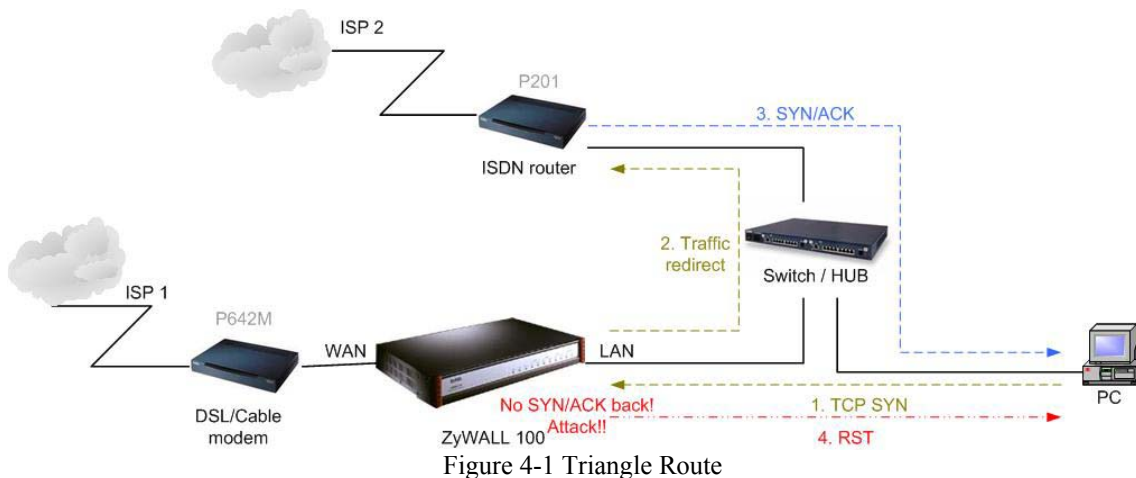 ISP 2
P201
3. SYN/ACK
ISDN router
2. Traffic
redirect
Switch / HUB
ISP 1
P642M
WAN
LAN
DSL/Cable
modem
ZyWALL 100
No SYN/ACK back!
Attack!!
1. TCP SYN
4. RST
PC
Figure 4-1 Triangle Route